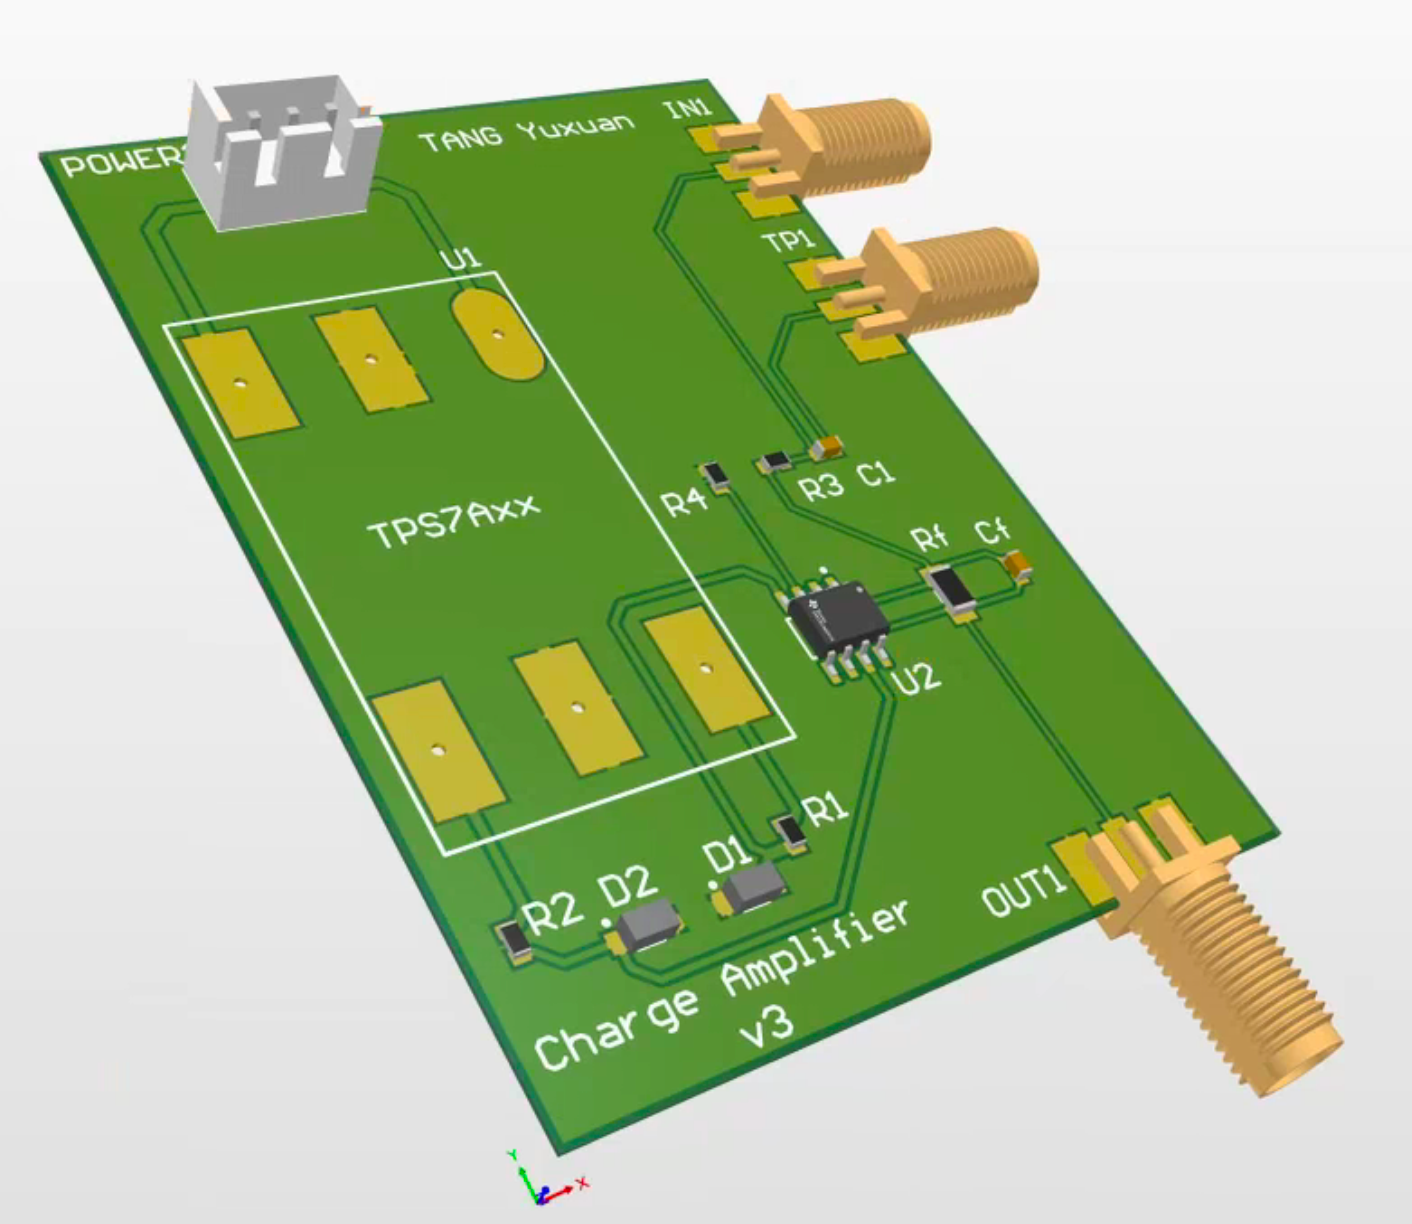 TANG Yuxuan
IN1
POWER
TP1
U1
TPS7Axx
R4
R3 C1
Rf Cf
U2
R1
D1
D2
R2
OUT1
Charge Amplifier
v3
Y
X